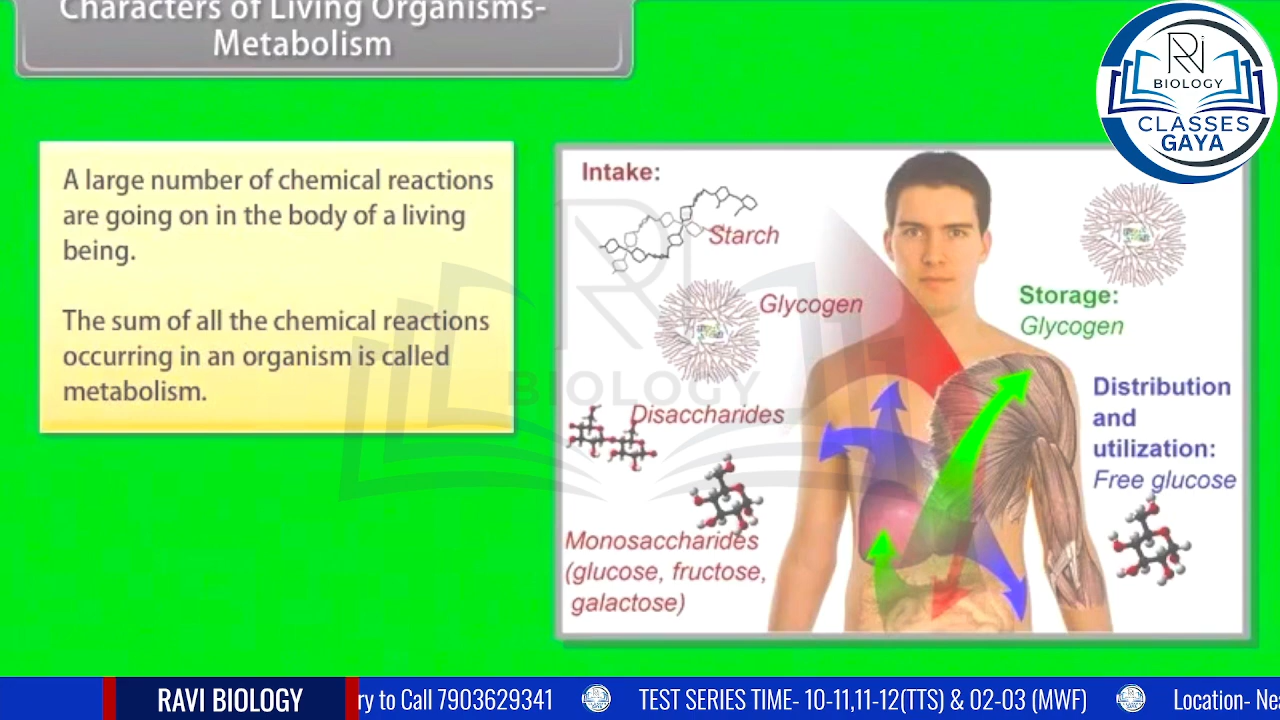 Characters of Living Organisms-
Metabolism
A large number of chemical reactions
are going on in the body of a living
being.
The sum of all the chemical reactions
occurring in an organism is called
metabolism.
Intake:
Starch
Glycogen
Disaccharides
Monosaccharides
(glucose, fructose,
galactose)
Storage:
Glycogen
Distribution
and
utilization:
Free glucose
BIOLOGY
CLASSES
GAYA
BIOLOGY
RAVI BIOLOGY
ry to Call 7903629341
TEST SERIES TIME- 10-11,11-12(TTS) & 02-03 (MWF)
Location- Nea